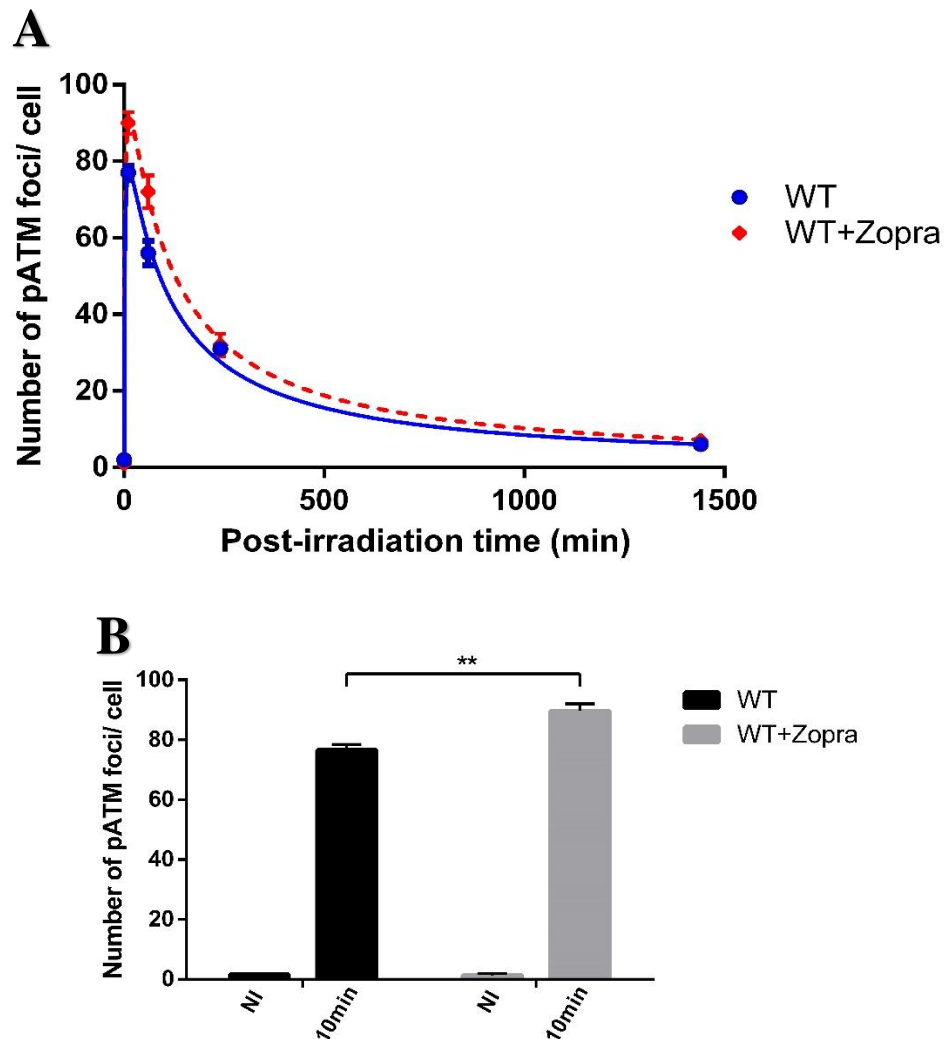 A
Number of pATM foci/ cell
100
80
60
40
20
0
0 500 1000 1500
Post-irradiation time (min)
WT
WT+Zopra
B
Number of pATM foci/ cell
100
80
60
40
20
0
**
NI 10min NI 10min
WT
WT+Zopra